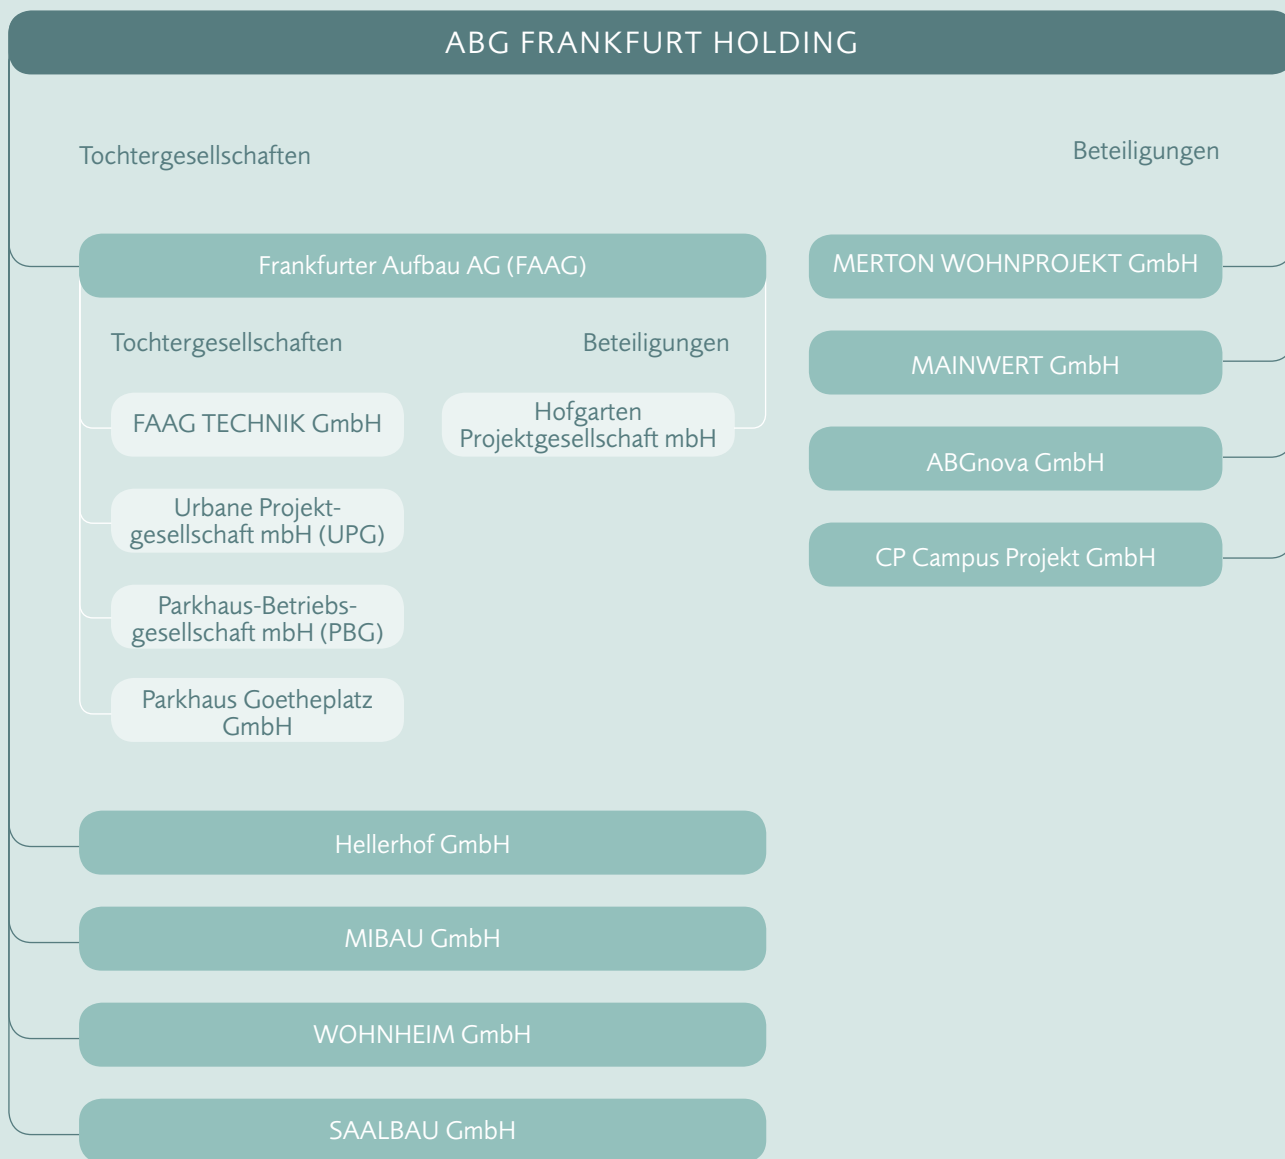 ABG FRANKFURT HOLDING
Tochtergesellschaften
Beteiligungen
Frankfurter Aufbau AG (FAAG)
Tochtergesellschaften
Beteiligungen
FAAG TECHNIK GmbH
Hofgarten
Projektgesellschaft mbH
Urbane Projekt-
gesellschaft mbH (UPG)
Parkhaus-Betriebs-
gesellschaft mbH (PBG)
Parkhaus Goetheplatz
GmbH
MERTON WOHNPROJEKT GmbH
MAINWERT GmbH
ABGnova GmbH
CP Campus Projekt GmbH
Hellerhof GmbH
MIBAU GmbH
WOHNHEIM GmbH
SAALBAU GmbH